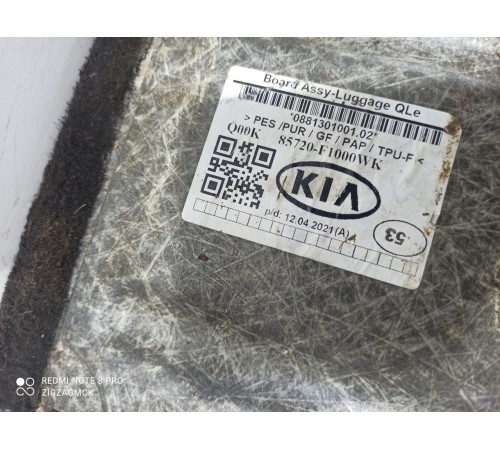 Board Assy-Luggage QLe
*0881301001.02*
> PES /PUR / GF / PAP / TPU-F <
Q00K 85720-F1000WK
KIA
p/d: 12.04.2021(A)
53
REDMI NOTE 8 PRO
ZIGZAGMCK